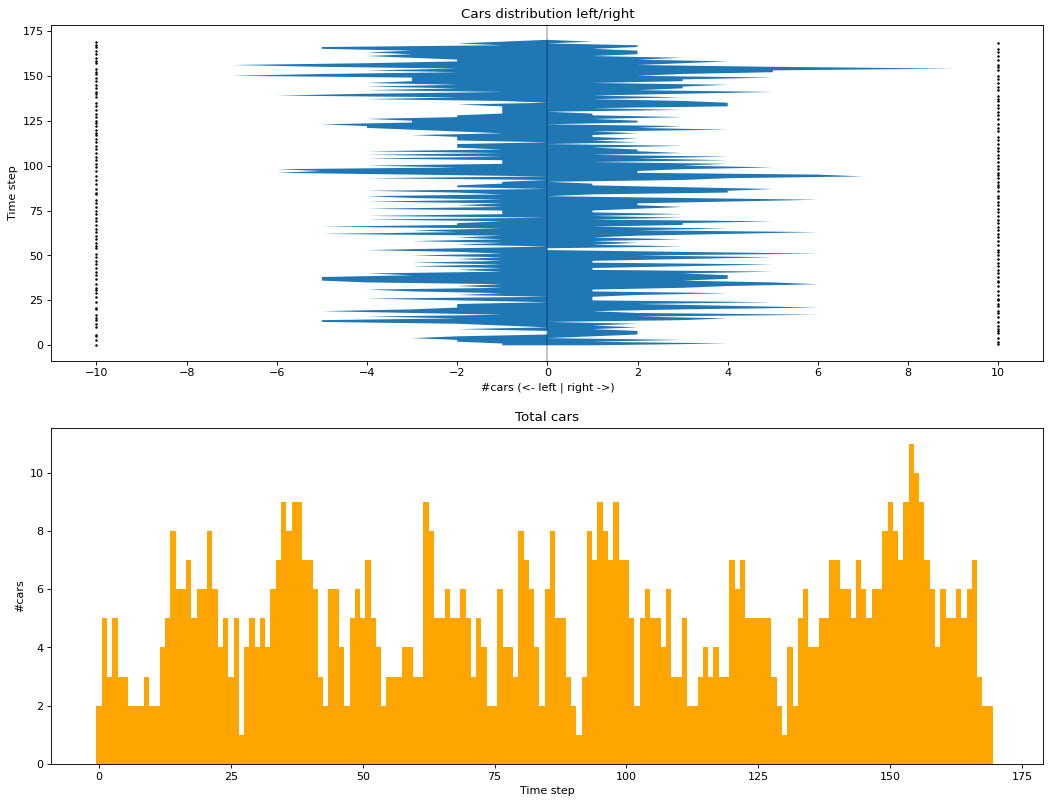 Cars distribution left/right
175
150
125
100
75
50
25
0
Time step
−10 −8 −6 −4 −2 0 2 4 6 8 10
#cars (<- left | right ->)
Total cars
10
8
6
4
2
0
#cars
0 25 50 75 100 125 150 175
Time step